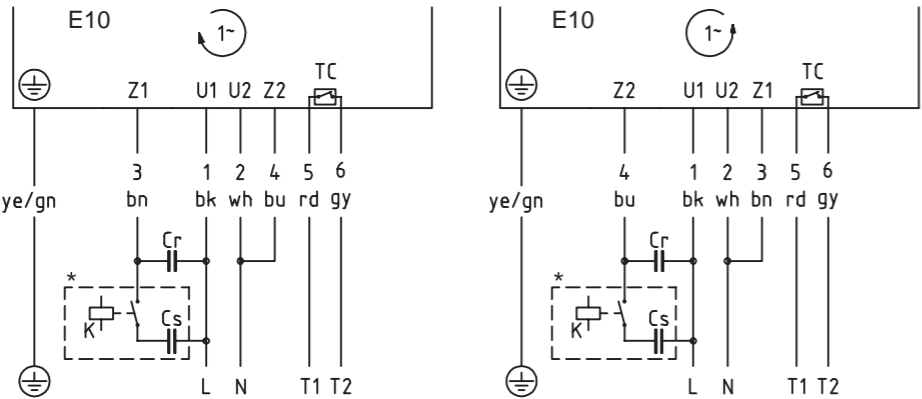 E10 E10
1~ 1~
TC TC
Z1 U1 U2 Z2 Z2 U1 U2 Z1
3 1 2 4 5 6 4 1 2 3 5 6
ye/gn bn bk wh bu rd gy ye/gn bu bk wh bn rd gy
Cr Cr
* *
K Cs K Cs
L N T1 T2 L N T1 T2